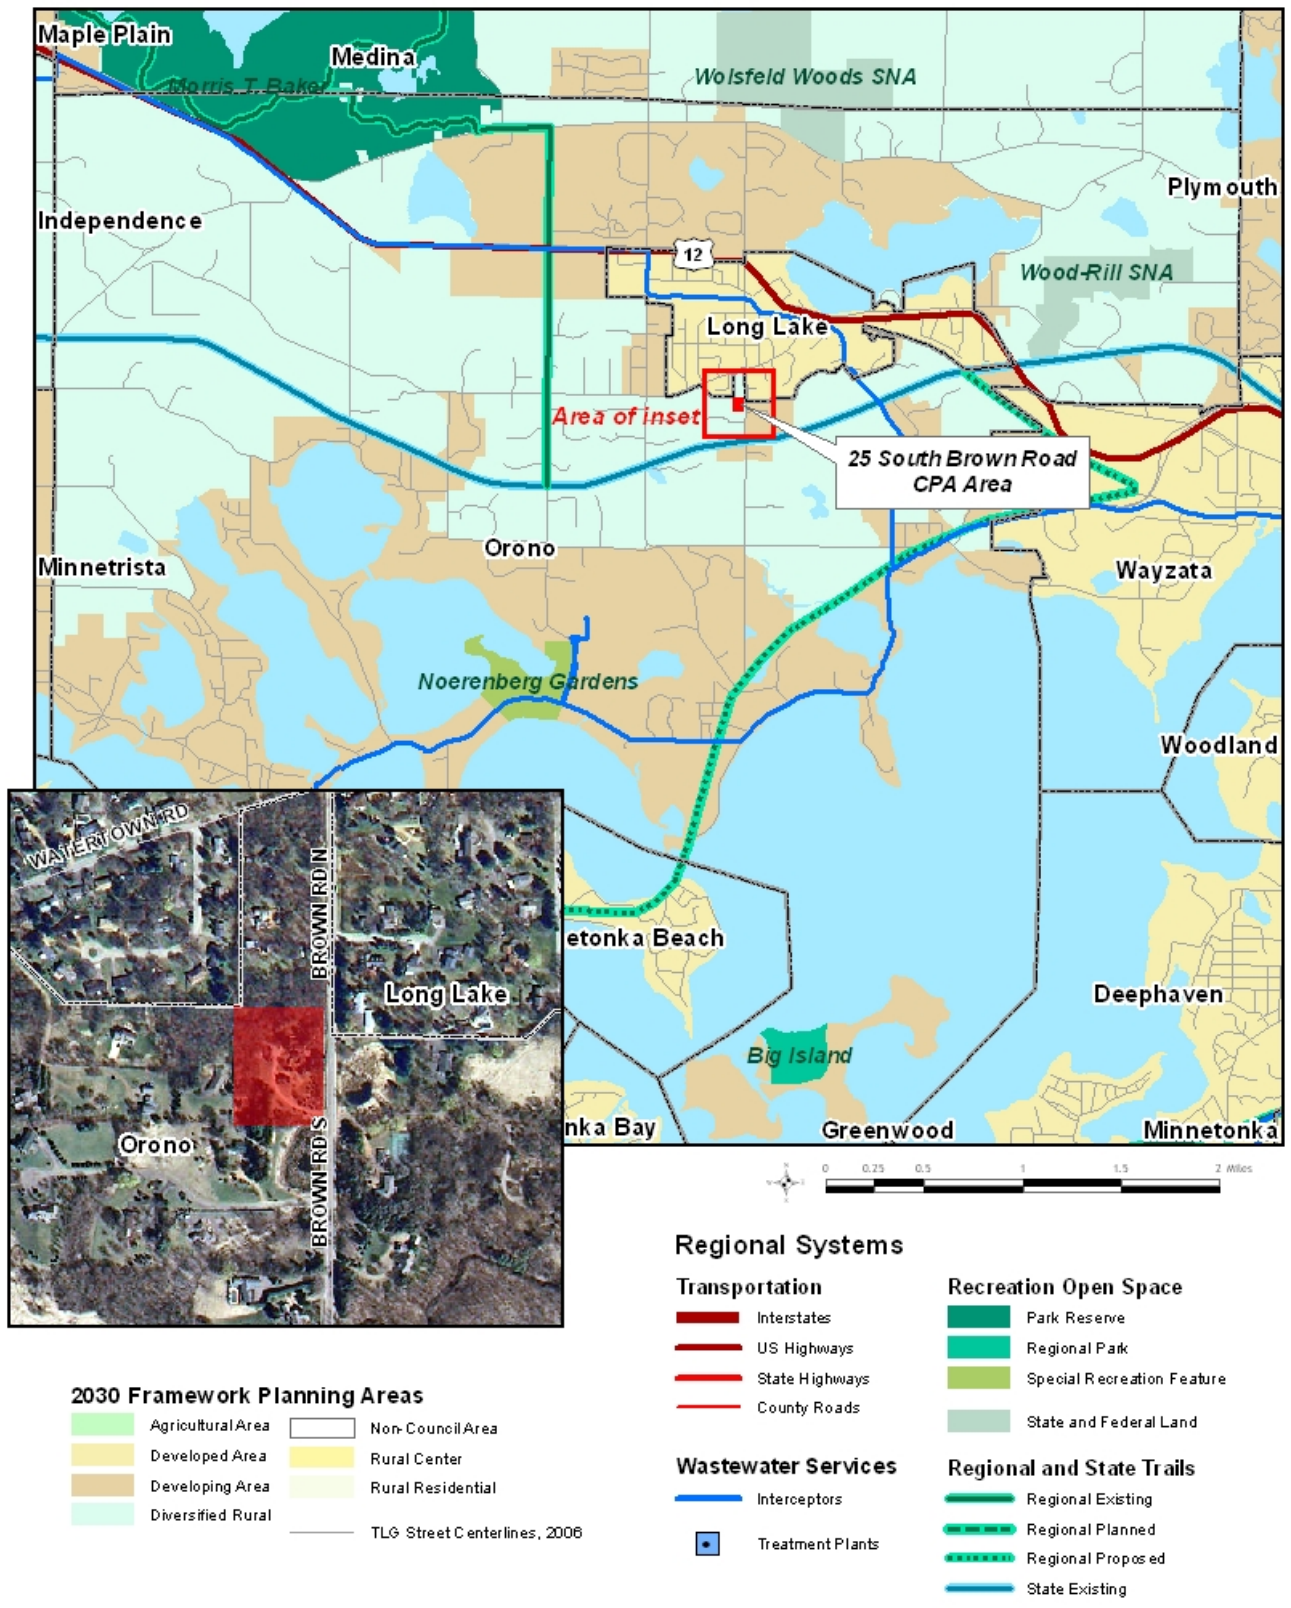 Maple Plain
Medina
Morris T. Baker
Wolsfeld Woods SNA
Plymouth
Independence
12
Wood-Rill SNA
Long Lake
Area of inset
25 South Brown Road
CPA Area
Orono
Minnetrista
Wayzata
Noerenberg Gardens
Woodland
etonka Beach
Deephaven
Big Island
nka Bay
Greenwood
Minnetonka
WATERTOWN RD
BROWN RD N
Long Lake
Orono
BROWN RD S
N
0 0.25 0.5 1 1.5 2 Miles
Regional Systems
Transportation
Interstates
US Highways
State Highways
County Roads
Wastewater Services
Interceptors
Treatment Plants
Recreation Open Space
Park Reserve
Regional Park
Special Recreation Feature
State and Federal Land
Regional and State Trails
Regional Existing
Regional Planned
Regional Proposed
State Existing
2030 Framework Planning Areas
Agricultural Area
Developed Area
Developing Area
Diversified Rural
Non-Council Area
Rural Center
Rural Residential
TLG Street Centerlines, 2006